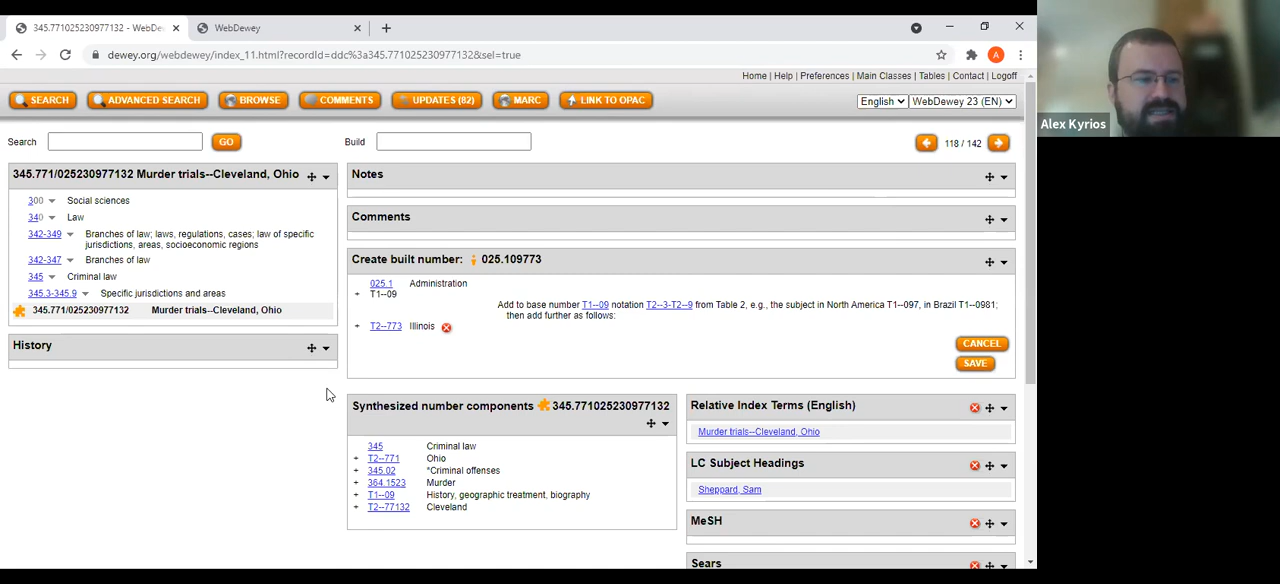 345.771025230977132 - WebDe
WebDewey
dewey.org/webdewey/index_11.html?recordId=ddc%3a345.771025230977132&sel=true
A
Home | Help | Preferences | Main Classes | Tables | Contact | Logoff
SEARCH
ADVANCED SEARCH
BROWSE
COMMENTS
UPDATES (82)
MARC
LINK TO OPAC
English
WebDewey 23 (EN)
Alex Kyrios
Search
GO
Build
118 / 142
345.771/025230977132 Murder trials--Cleveland, Ohio
300 Social sciences
340 Law
342-349 Branches of law; laws, regulations, cases; law of specific
jurisdictions, areas, socioeconomic regions
342-347 Branches of law
345 Criminal law
345.3-345.9 Specific jurisdictions and areas
345.771/025230977132 Murder trials--Cleveland, Ohio
History
Notes
Comments
Create built number: 025.109773
025.1 Administration
+ T1--09
Add to base number T1--09 notation T2--3-T2--9 from Table 2, e.g., the subject in North America T1--097, in Brazil T1--0981;
then add further as follows:
+ T2--773 Illinois
CANCEL
SAVE
Synthesized number components 345.771025230977132
345 Criminal law
+ T2--771 Ohio
+ 345.02 *Criminal offenses
+ 364.1523 Murder
+ T1--09 History, geographic treatment, biography
+ T2--77132 Cleveland
Relative Index Terms (English)
Murder trials--Cleveland, Ohio
LC Subject Headings
Sheppard, Sam
MeSH
Sears